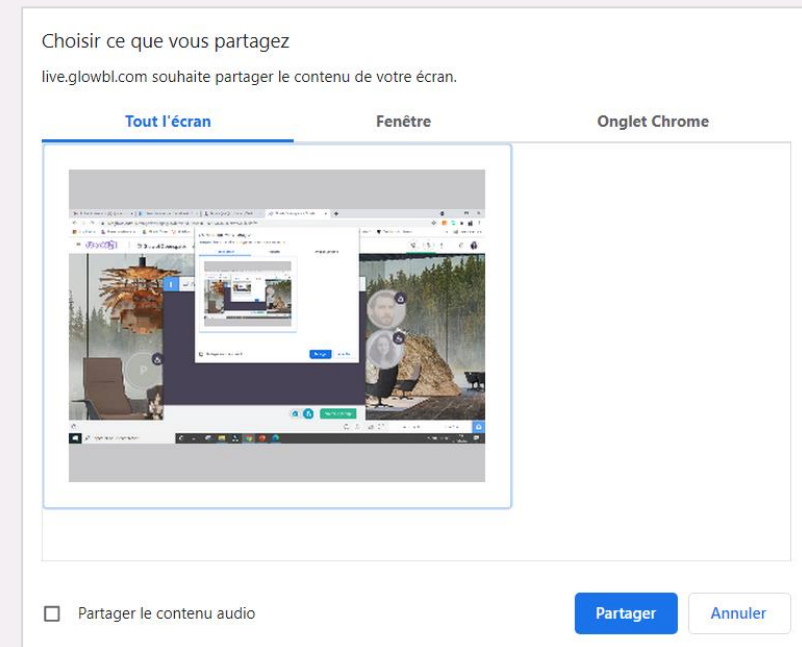 Choisir ce que vous partagez
live.glowbl.com souhaite partager le contenu de votre écran.
Tout l'écran Fenêtre Onglet Chrome
P
Partager le contenu audio Partager Annuler